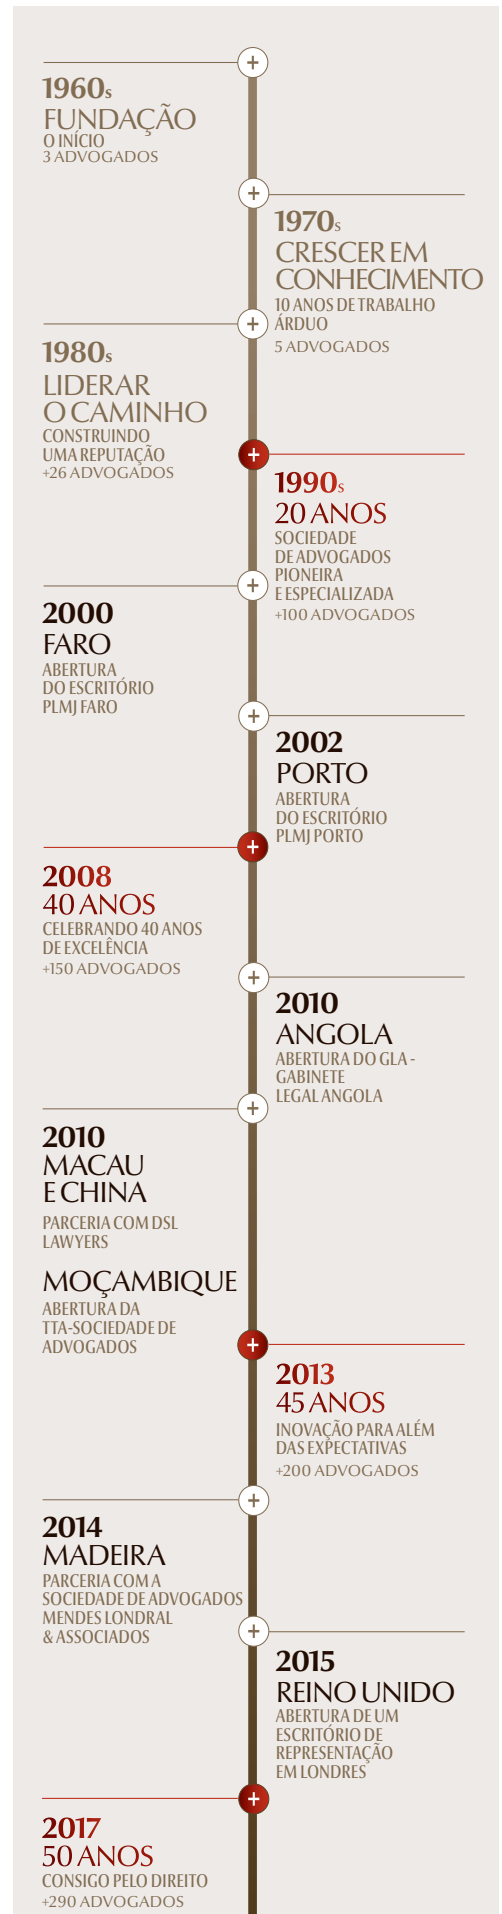 1960s
FUNDAÇÃO
O INÍCIO
3 ADVOGADOS
1970s
CRESCER EM
CONHECIMENTO
10 ANOS DE TRABALHO
ÁRDUO
5 ADVOGADOS
1980s
LIDERAR
O CAMINHO
CONSTRUINDO
UMA REPUTAÇÃO
+26 ADVOGADOS
1990s
20 ANOS
SOCIEDADE
DE ADVOGADOS
PIONEIRA
E ESPECIALIZADA
+100 ADVOGADOS
2000
FARO
ABERTURA
DO ESCRITÓRIO
PLMJ FARO
2002
PORTO
ABERTURA
DO ESCRITÓRIO
PLMJ PORTO
2008
40 ANOS
CELEBRANDO 40 ANOS
DE EXCELÊNCIA
+150 ADVOGADOS
2010
ANGOLA
ABERTURA DO GLA -
GABINETE
LEGAL ANGOLA
2010
MACAU
E CHINA
PARCERIA COM DSL
LAWYERS
MOÇAMBIQUE
ABERTURA DA
TTA-SOCIEDADE DE
ADVOGADOS
2013
45 ANOS
INOVAÇÃO PARA ALÉM
DAS EXPECTATIVAS
+200 ADVOGADOS
2014
MADEIRA
PARCERIA COM A
SOCIEDADE DE ADVOGADOS
MENDES LONDRAL
& ASSOCIADOS
2015
REINO UNIDO
ABERTURA DE UM
ESCRITÓRIO DE
REPRESENTAÇÃO
EM LONDRES
2017
50 ANOS
CONSIGO PELO DIREITO
+290 ADVOGADOS